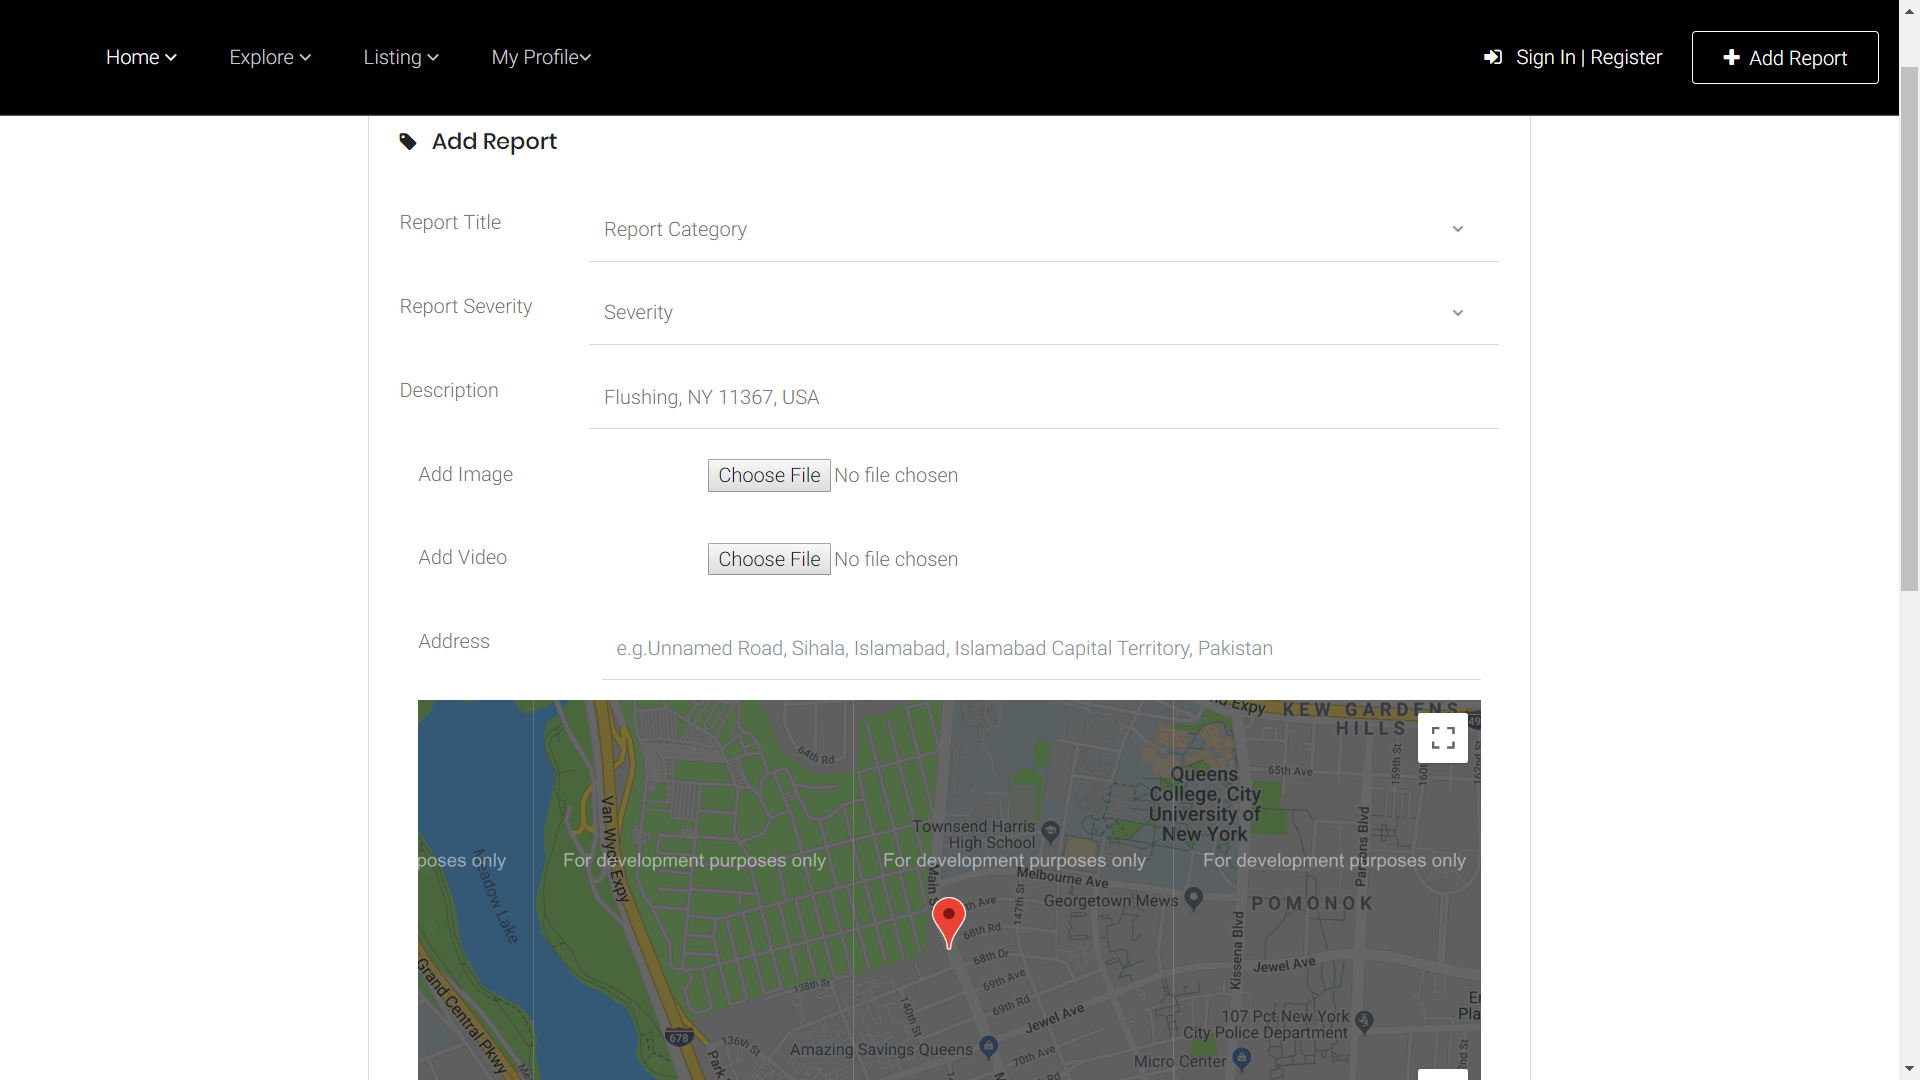 Home Explore Listing My Profile Sign In | Register Add Report
Add Report
Report Title Report Category
Report Severity Severity
Description Flushing, NY 11367, USA
Add Image Choose File No file chosen
Add Video Choose File No file chosen
Address e.g.Unnamed Road, Sihala, Islamabad, Islamabad Capital Territory, Pakistan
Expy
KEW GARDENS
HILLS
64th Rd
65th Ave
159th St
Queens
College, City
University of
New York
Townsend Harris
High School
Van Wyck Expy
Parsons Blvd
poses only For development purposes only For development purposes only For development purposes only
Meadow Lake
Main S
Melbourne Ave
147th St
Georgetown Mews
POMONOK
68th Rd
68th Dr
Kissena Blvd
Jewel Ave
69th Ave
69th Rd
138th St
140th St
Grand Central Pkwy
Jewel Ave
107 Pct New York
City Police Department
678
136th St
Amazing Savings Queens
70th Ave
Micro Center
Park